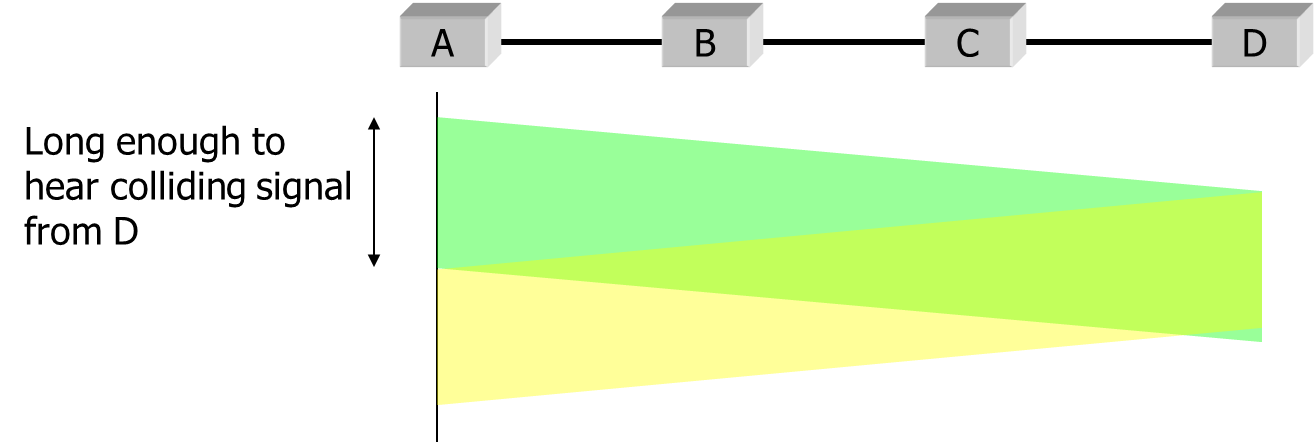 A B C D
Long enough to
hear colliding signal
from D